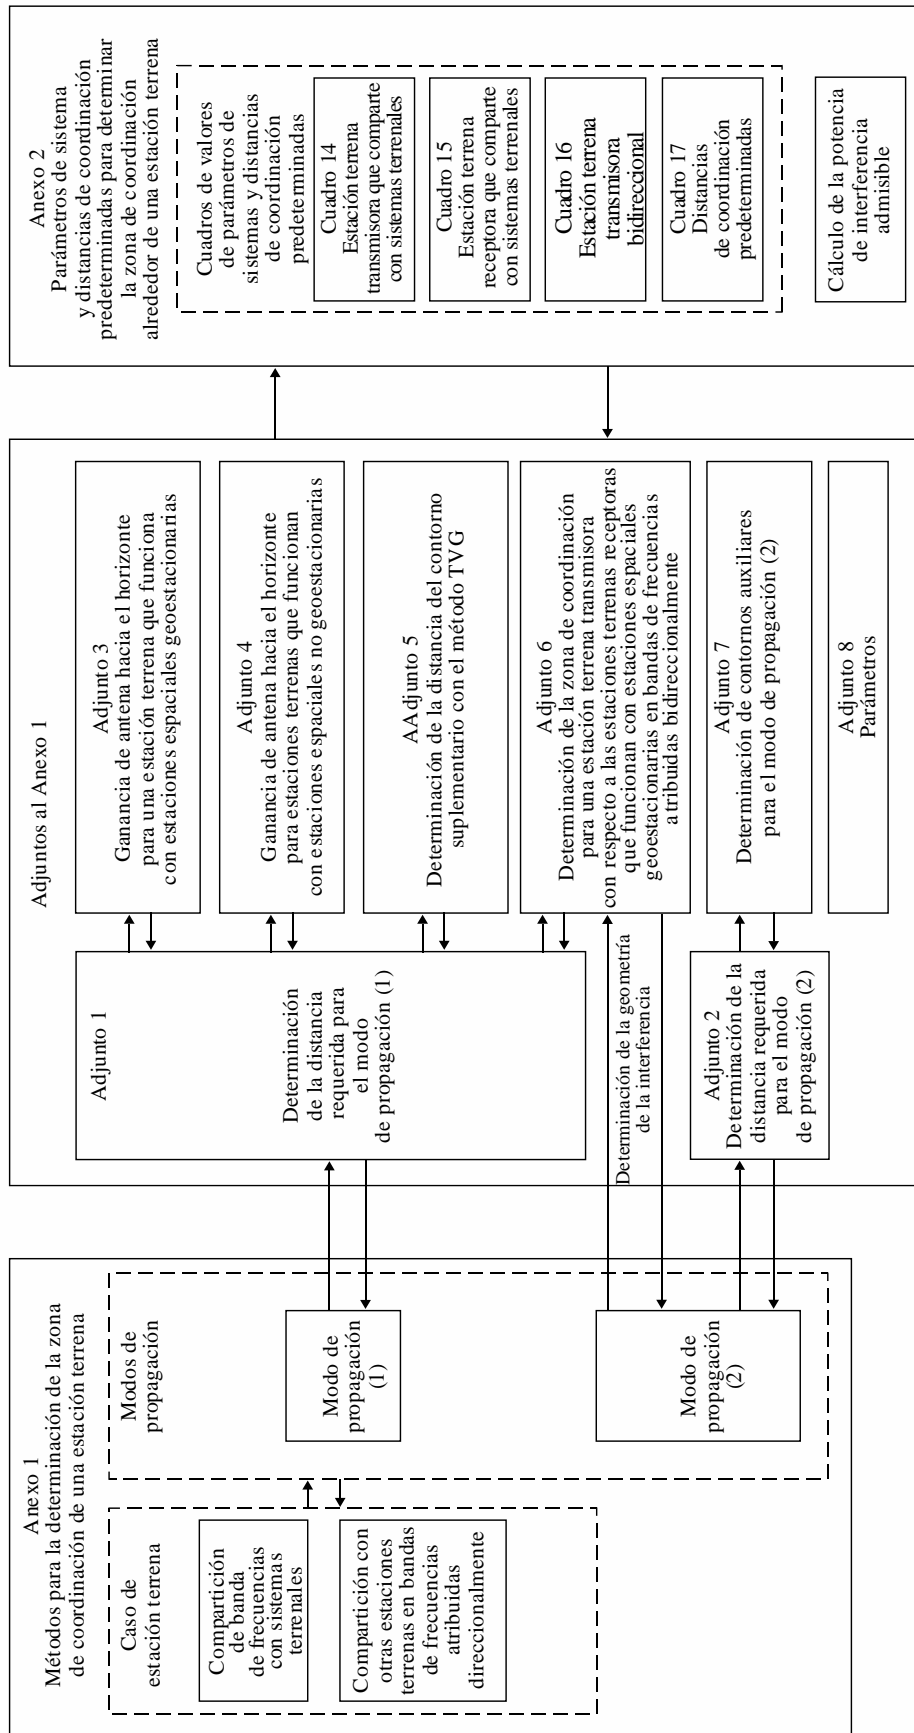 Anexo 1
Métodos para la determinación de la zona
de coordinación de una estación terrena
Caso de
estación terrena
Compartición
de banda
de frecuencias
con sistemas
terrenales
Compartición con
otras estaciones
terrenas en bandas
de frecuencias
atribuidas
direccionalmente
Modos de
propagación
Modo de
propagación
(1)
Modo de
propagación
(2)
Adjuntos al Anexo 1
Adjunto 1
Determinación
de la distancia
requerida para
el modo
de propagación (1)
Determinación de la geometría
de la interferencia
Adjunto 2
Determinación de la
distancia requerida
para el modo
de propagación (2)
Adjunto 3
Ganancia de antena hacia el horizonte
para una estación terrena que funciona
con estaciones espaciales geoestacionarias
Adjunto 4
Ganancia de antena hacia el horizonte
para estaciones terrenas que funcionan
con estaciones espaciales no geoestacionarias
AAdjunto 5
Determinación de la distancia del contorno
suplementario con el método TVG
Adjunto 6
Determinación de la zona de coordinación
para una estación terrena transmisora
con respecto a las estaciones terrenas receptoras
que funcionan con estaciones espaciales
geoestacionarias en bandas de frecuencias
atribuidas bidireccionalmente
Adjunto 7
Determinación de contornos auxiliares
para el modo de propagación (2)
Adjunto 8
Parámetros
Anexo 2
Parámetros de sistema
y distancias de coordinación
predeterminadas para determinar
la zona de coordinación
alrededor de una estación terrena
Cuadros de valores
de parámetros de
sistemas y distancias
de coordinación
predeterminadas
Cuadro 14
Estación terrena
transmisora que comparte
con sistemas terrenales
Cuadro 15
Estación terrena
receptora que comparte
con sistemas terrenales
Cuadro 16
Estación terrena
transmisora
bidireccional
Cuadro 17
Distancias
de coordinación
predeterminadas
Cálculo de la potencia
de interferencia
admisible